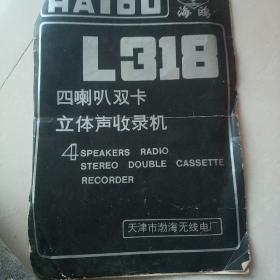 HAIOU
海鸥
L318
四喇叭双卡
立体声收录机
4 SPEAKERS RADIO
STEREO DOUBLE CASSETTE
RECORDER
天津市渤海无线电厂